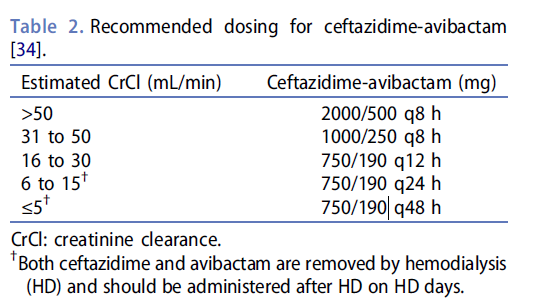 Table 2. Recommended dosing for ceftazidime-avibactam
[34].
Estimated CrCl (mL/min) Ceftazidime-avibactam (mg)
>50 2000/500 q8 h
31 to 50 1000/250 q8 h
16 to 30 750/190 q12 h
6 to 15† 750/190 q24 h
≤5† 750/190 q48 h
CrCl: creatinine clearance.
†Both ceftazidime and avibactam are removed by hemodialysis
(HD) and should be administered after HD on HD days.